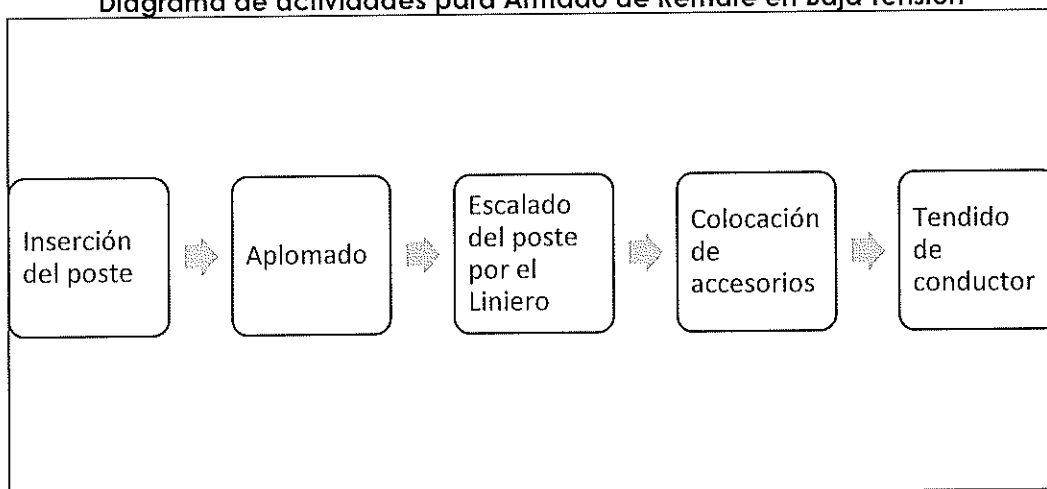 Diagrama de actividades para Armado de Remate en Baja Tensión
Inserción
del poste
Aplomado
Escalado
del poste
por el
Liniero
Colocación
de
accesorios
Tendido
de
conductor